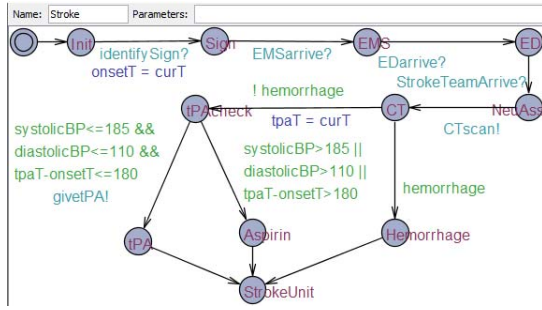 Name: Stroke Parameters:
Init
Sign
EMS
ED
identifySign?
onsetT = curT
EMSarrive?
EDarrive?
StrokeTeamArrive?
! hemorrhage
tPAcheck
CT
tpaT = curT
CTscan!
systolicBP<=185 &&
diastolicBP<=110 &&
tpaT-onsetT<=180
givetPA!
systolicBP>185 ||
diastolicBP>110 ||
tpaT-onsetT>180
hemorrhage
tPA
Aspirin
Hemorrhage
StrokeUnit